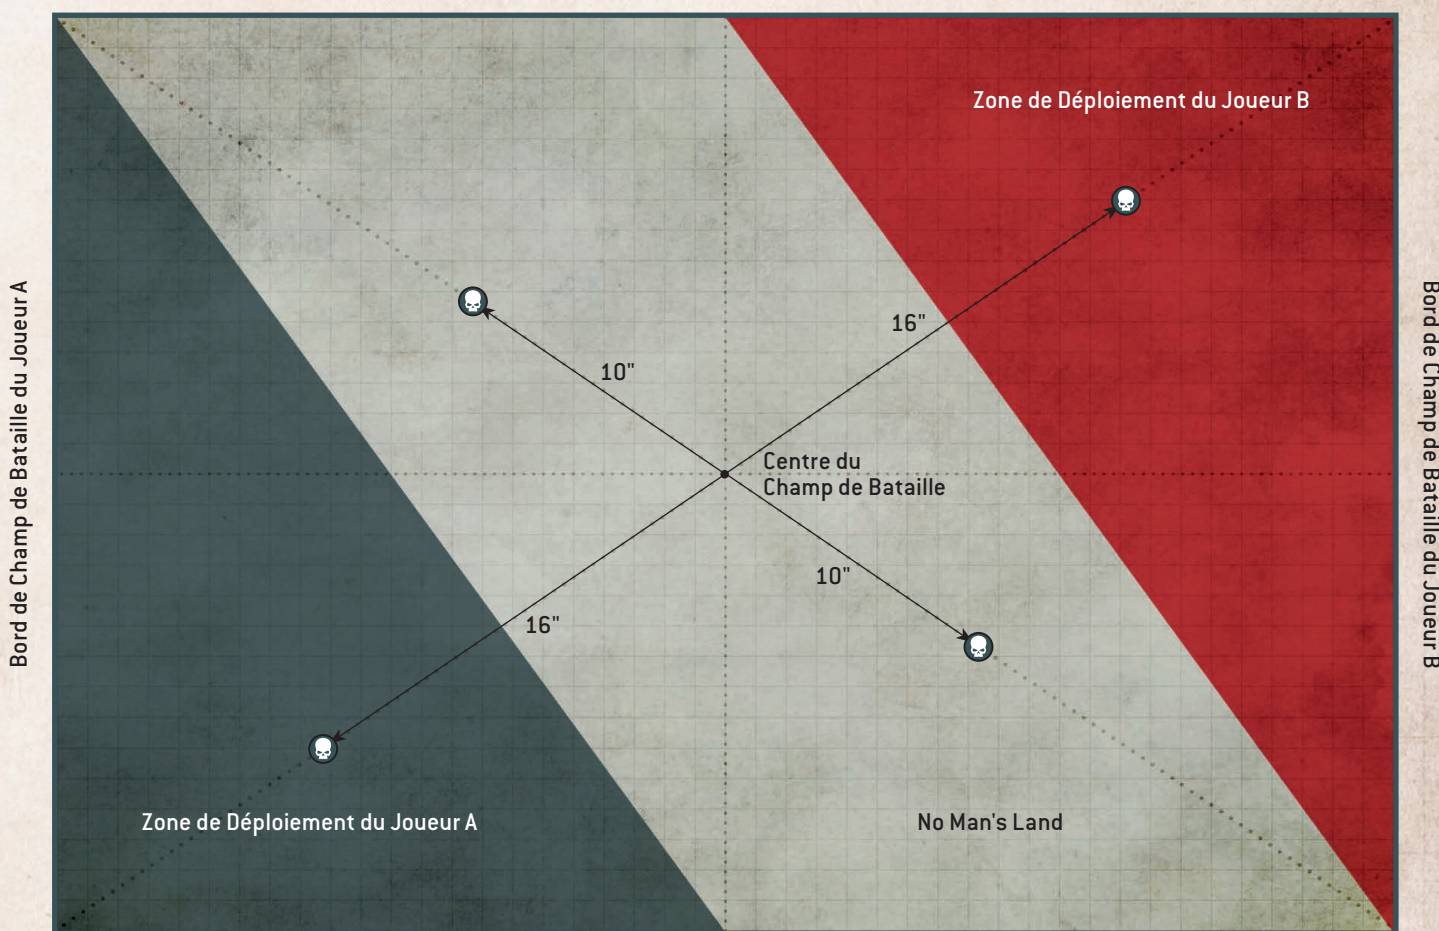 Zone de Déploiement du Joueur B
Bord de Champ de Bataille du Joueur A
Bord de Champ de Bataille du Joueur B
16"
10"
Centre du
Champ de Bataille
10"
16"
Zone de Déploiement du Joueur A
No Man's Land